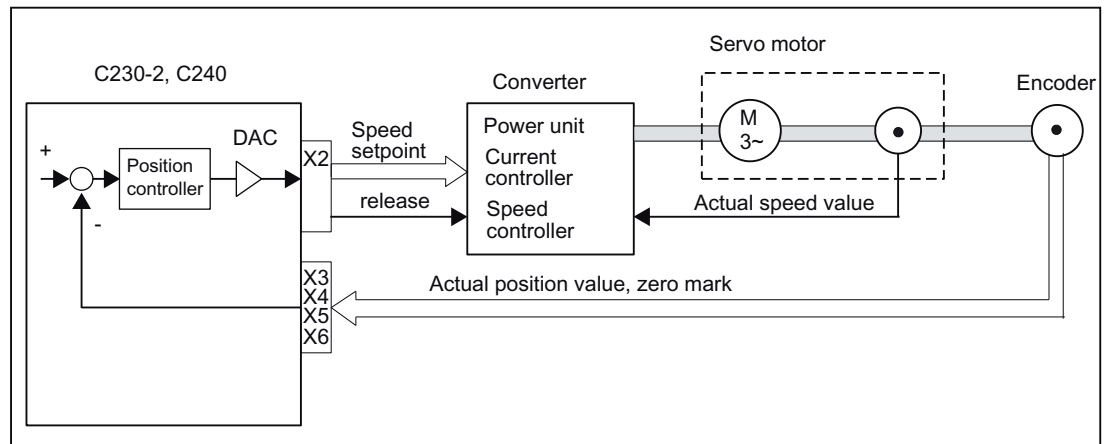 Servo motor
C230-2, C240
Converter
Encoder
DAC
X2
Speed
setpoint
release
Power unit
Current
controller
Speed
controller
M
3~
+
Position
controller
-
Actual speed value
Actual position value, zero mark
X3
X4
X5
X6